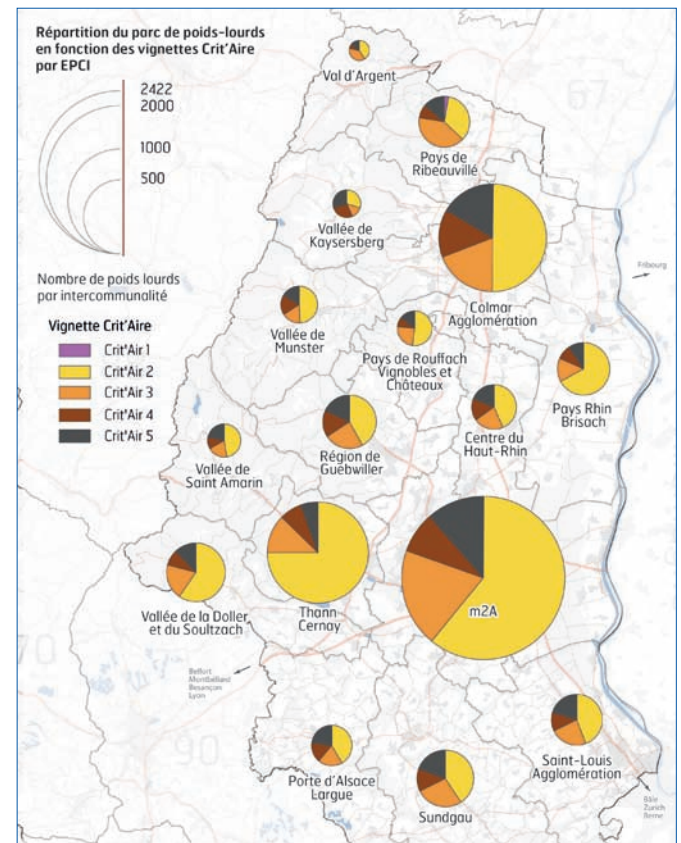 Répartition du parc de poids-lourds
en fonction des vignettes Crit'Aire
par EPCI
2422
2000
1000
500
Nombre de poids lourds
par intercommunalité
Vignette Crit'Aire
Crit'Air 1
Crit'Air 2
Crit'Air 3
Crit'Air 4
Crit'Air 5
Val d'Argent
67
Pays de
Ribeauvillé
Vallée de
Kaysersberg
Colmar
Agglomération
Fribourg
Vallée de
Munster
Pays de Rouffach
Vignobles et
Châteaux
Pays Rhin
Brisach
Centre du
Haut-Rhin
Région de
Guebwiller
Vallée de
Saint Amarin
Vallée de la Doller
et du Soultzach
Thann
Cernay
m2A
70
Belfort
Montbéliard
Besançon
Lyon
90
Saint-Louis
Agglomération
Porte d'Alsace
Largue
Sundgau
Bâle
Zurich
Berne